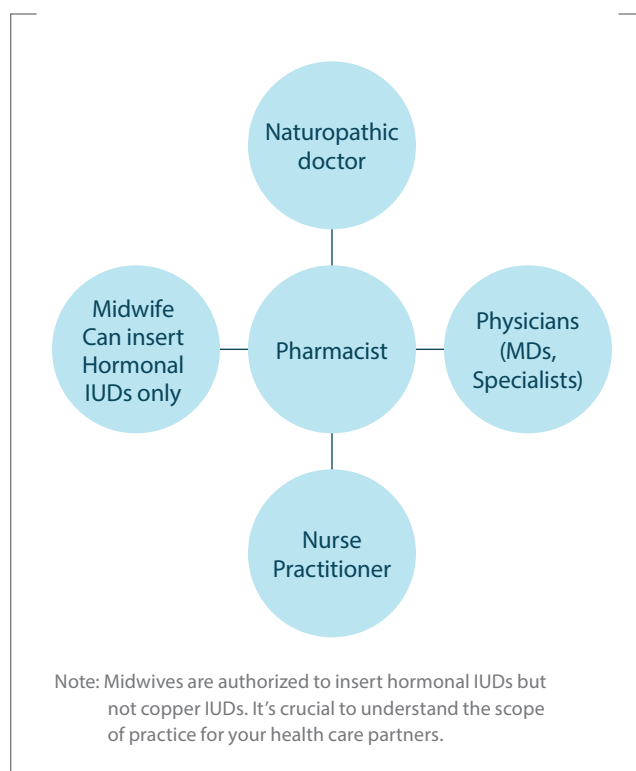 Naturopathic
doctor
Midwife
Can insert
Hormonal
IUDs only
Pharmacist
Physicians
(MDs,
Specialists)
Nurse
Practitioner
Note: Midwives are authorized to insert hormonal IUDs but
not copper IUDs. It’s crucial to understand the scope
of practice for your health care partners.